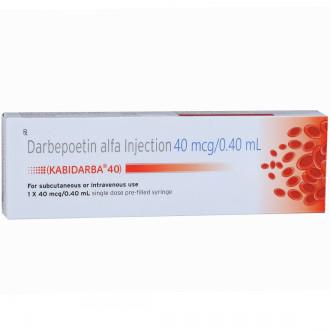 Darbepoetin alfa Injection 40 mcg/0.40 mL
(KABIDARBA® 40)
For subcutaneous or intravenous use
1 X 40 mcg/0.40 mL single dose pre-filled syringe